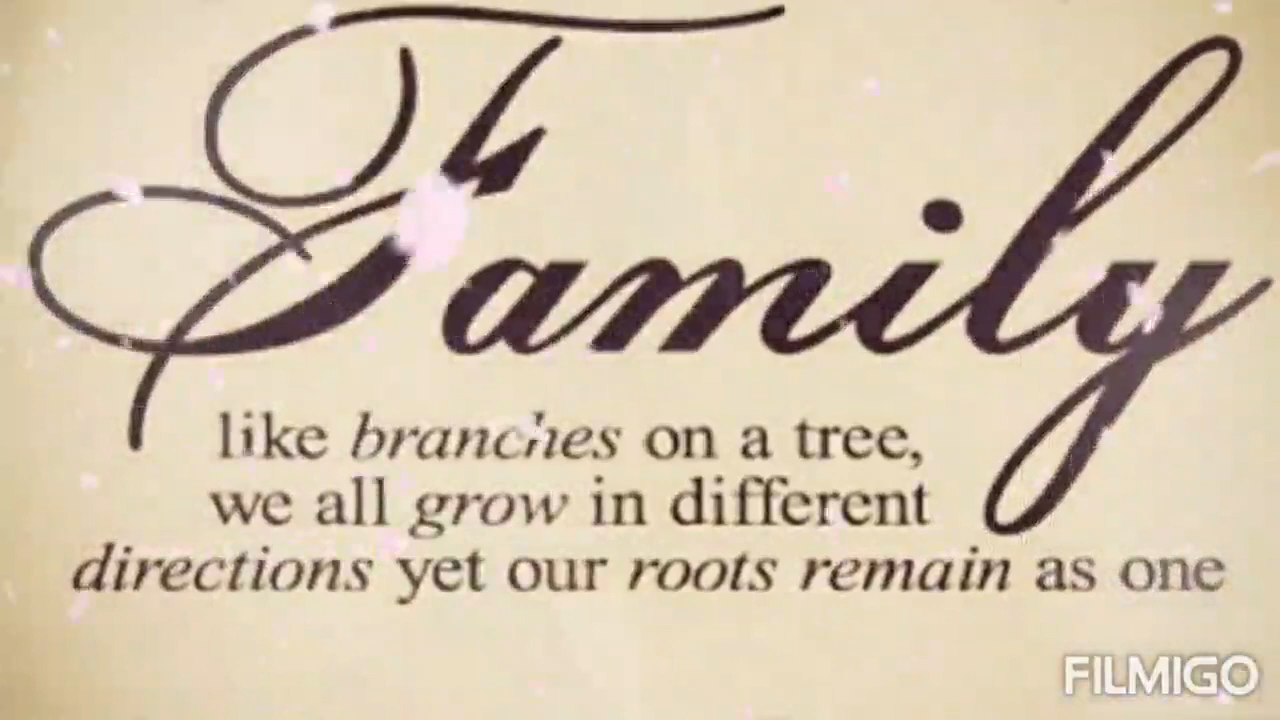 Family
like branches on a tree,
we all grow in different
directions yet our roots remain as one
FILMIGO